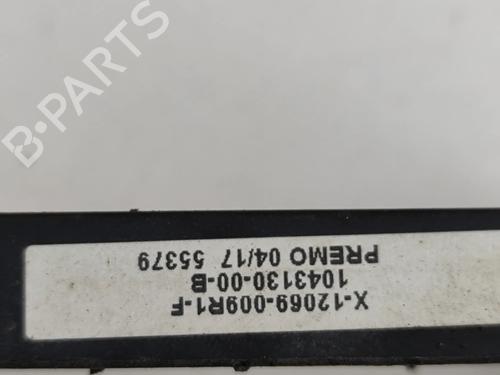 X-12069-009R1-F
1043130-00-B
PREMO 04/17 55379
B-PARTS